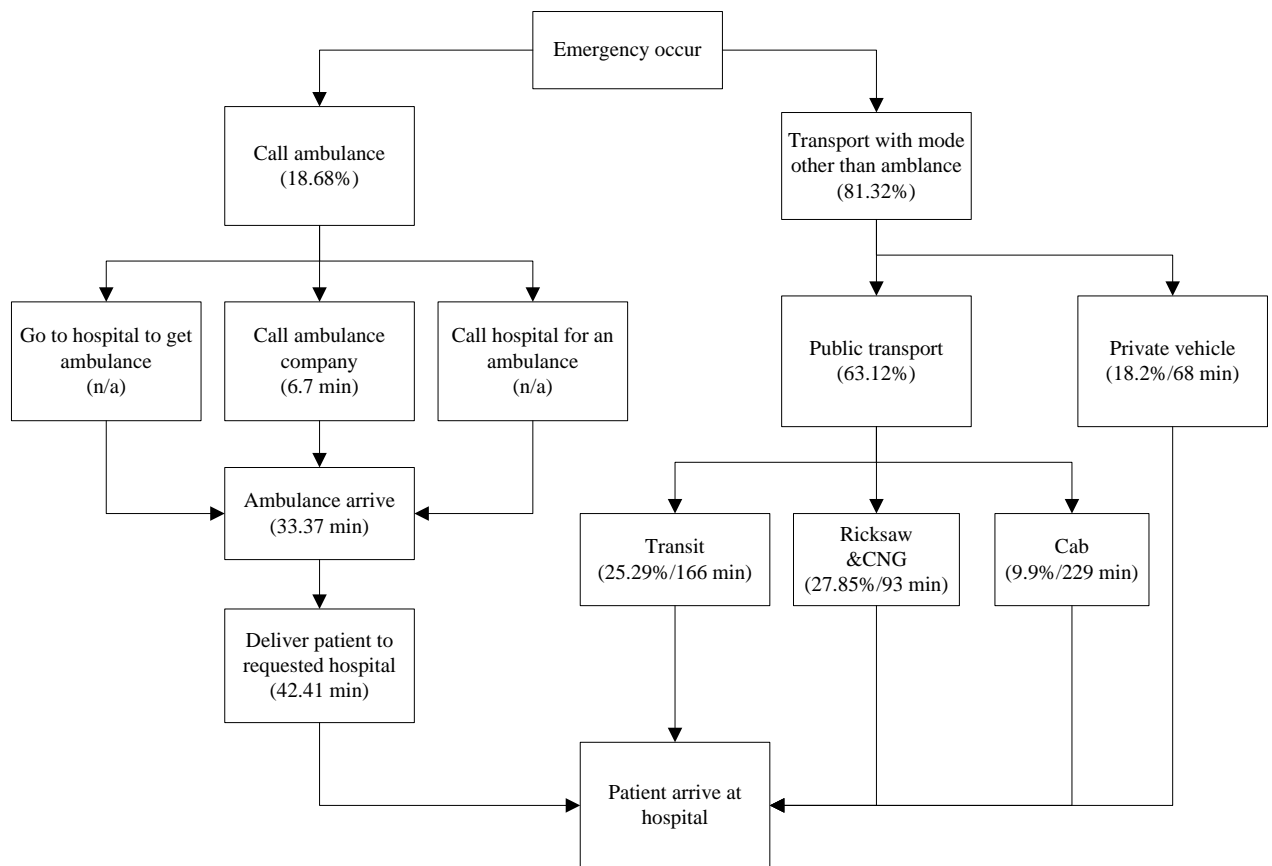 Emergency occur
Call ambulance
(18.68%)
Transport with mode
other than amblance
(81.32%)
Go to hospital to get
ambulance
(n/a)
Call ambulance
company
(6.7 min)
Call hospital for an
ambulance
(n/a)
Public transport
(63.12%)
Private vehicle
(18.2%/68 min)
Ambulance arrive
(33.37 min)
Transit
(25.29%/166 min)
Ricksaw
&CNG
(27.85%/93 min)
Cab
(9.9%/229 min)
Deliver patient to
requested hospital
(42.41 min)
Patient arrive at
hospital